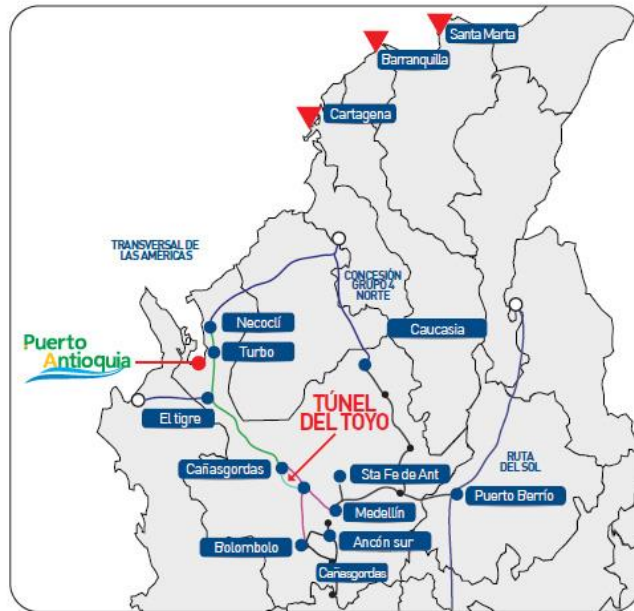 Santa Marta
Barranquilla
Cartagena
TRANSVERSAL DE
LAS AMÉRICAS
CONCESIÓN
GRUPO 4
NORTE
Necoclí
Caucasia
Puerto
Antioquia
Turbo
El tigre
TÚNEL
DEL TOYO
Cañasgordas
Sta Fe de Ant
RUTA
DEL SOL
Puerto Berrío
Medellín
Bolombolo
Ancón sur
Cañasgordas